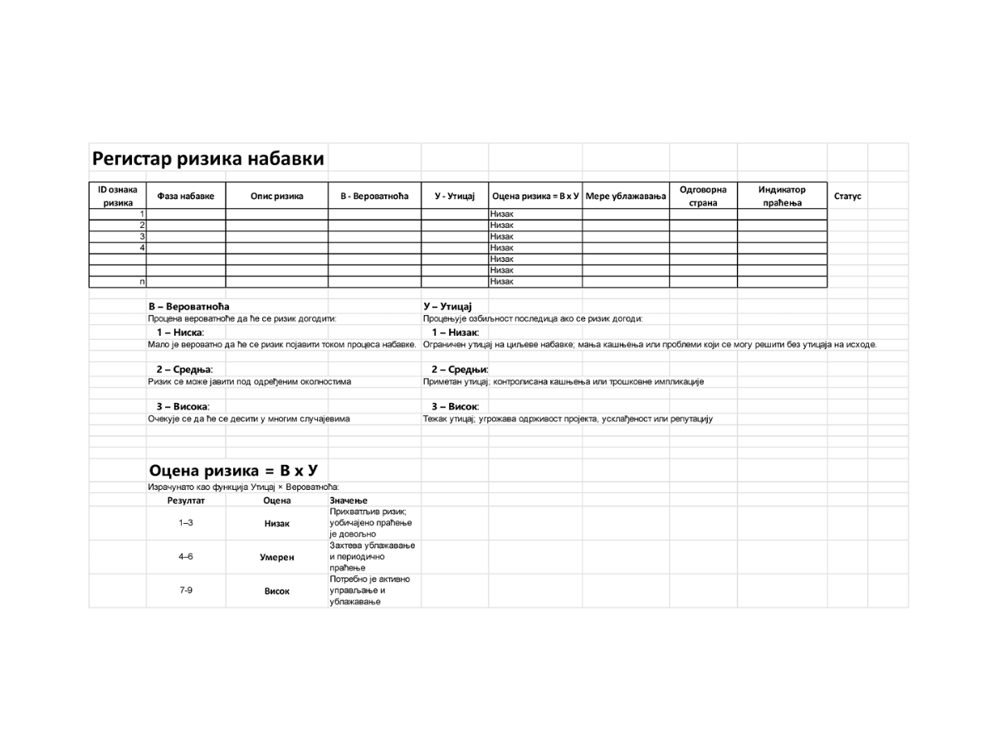 Регистар ризика набавки
ID ознака ризика Фаза набавке Опис ризика В - Вероватноћа У - Утицај Оцена ризика = В х У Мере ублажавања Одговорна страна Индикатор праћења Статус
1 Низак
2 Низак
3 Низак
4 Низак
Низак
Низак
n Низак
В – Вероватноћа У – Утицај
Процена вероватноће да ће се ризик догодити: Процењује озбиљност последица ако се ризик догоди:
1 – Ниска: 1 – Низак:
Мало је вероватно да ће се ризик појавити током процеса набавке. Ограничен утицај на циљеве набавке; мања кашњења или проблеми који се могу решити без утицаја на исходе.
2 – Средња: 2 – Средњи:
Ризик се може јавити под одређеним околностима Приметан утицај; контролисана кашњења или трошковне импликације
3 – Висока: 3 – Висок:
Очекује се да ће се десити у многим случајевима Тежак утицај; угрожава одрживост пројекта, усклађеност или репутацију
Оцена ризика = В х У
Израчунато као функција Утицај × Вероватноћа:
Резултат Оцена Значење
1–3 Низак Прихватљив ризик; уобичајено праћење је довољно
4–6 Умерен Захтева ублажавање и периодично праћење
7-9 Висок Потребно је активно управљање и ублажавање